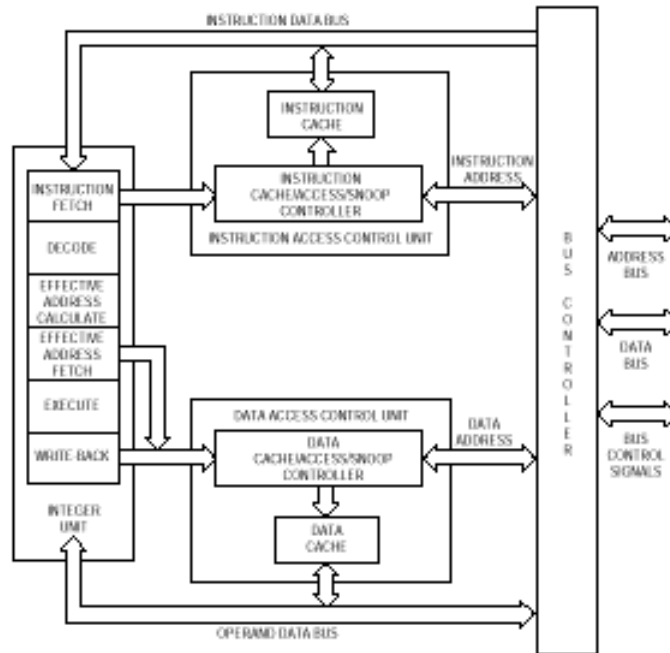 INSTRUCTION DATA BUS
INSTRUCTION
CACHE
INSTRUCTION
CACHE/ACCESS/SNOOP
CONTROLLER
INSTRUCTION ACCESS CONTROL UNIT
INSTRUCTION
ADDRESS
INSTRUCTION
FETCH
DECODE
EFFECTIVE
ADDRESS
CALCULATE
EFFECTIVE
ADDRESS
FETCH
EXECUTE
WRITE-BACK
INTEGER
UNIT
DATA ACCESS CONTROL UNIT
DATA
CACHE/ACCESS/SNOOP
CONTROLLER
DATA
ADDRESS
DATA
CACHE
OPERAND DATA BUS
BUS CONTROLLER
ADDRESS
BUS
DATA
BUS
BUS
CONTROL
SIGNALS